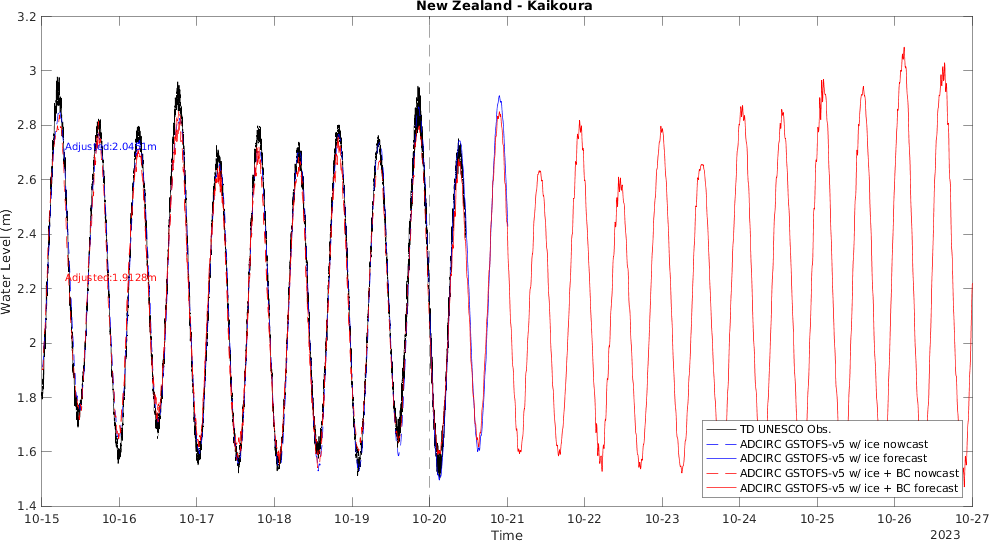 New Zealand - Kaikoura
3.2
3
2.8
2.6
2.4
2.2
2
1.8
1.6
1.4
Water Level (m)
Adjusted:1.9128m
TD UNESCO Obs.
ADCIRC GSTOFS-v5 w/ ice nowcast
ADCIRC GSTOFS-v5 w/ ice forecast
ADCIRC GSTOFS-v5 w/ ice + BC nowcast
ADCIRC GSTOFS-v5 w/ ice + BC forecast
10-15 10-16 10-17 10-18 10-19 10-20 10-21 10-22 10-23 10-24 10-25 10-26 10-27
Time
2023